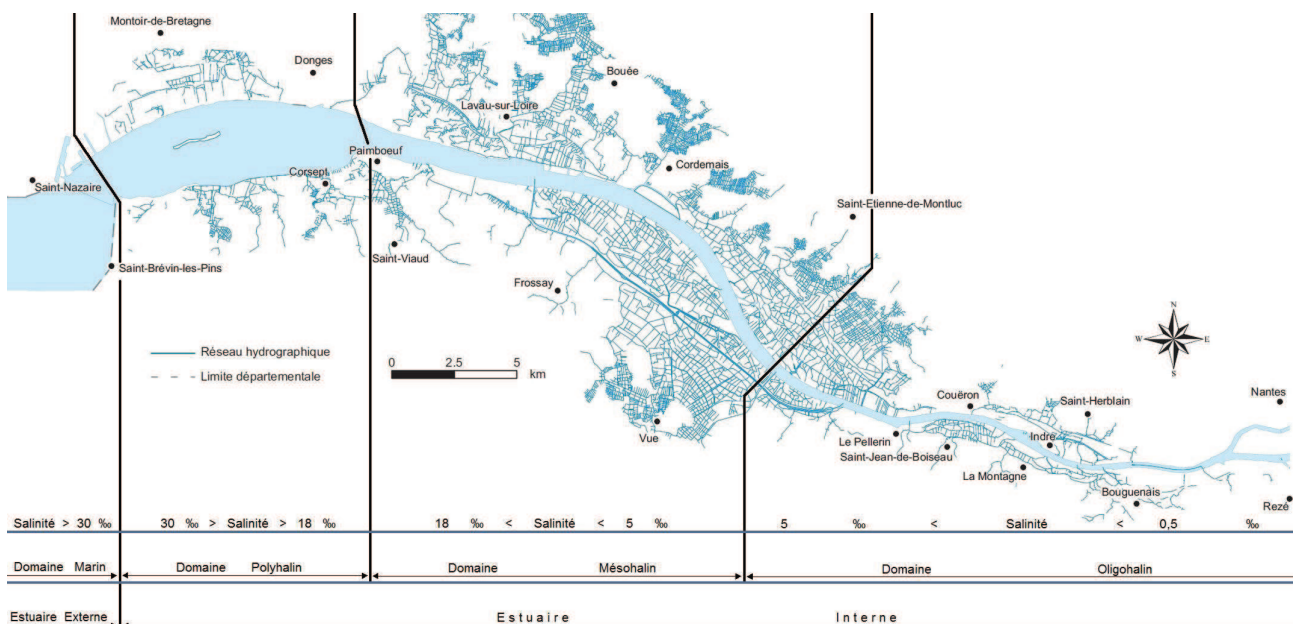 Montoir-de-Bretagne
Donges
Bouée
Lavau-sur-Loire
Paimboeuf
Cordemais
Corsept
Saint-Nazaire
Saint-Etienne-de-Montluc
Saint-Viaud
Saint-Brévin-les-Pins
Frossay
N
W E
S
Réseau hydrographique
Limite départementale
0 2.5 5
km
Couëron
Saint-Herblain
Nantes
Vue
Le Pellerin
Indre
Saint-Jean-de-Boiseau
La Montagne
Bouguenais
Rezé
Salinité > 30 ‰ 30 ‰ > Salinité > 18 ‰ 18 ‰ < Salinité < 5 ‰ 5 ‰ < Salinité < 0,5 ‰
Domaine Marin Domaine Polyhalin Domaine Mésohalin Domaine Oligohalin
Estuaire Externe Estuaire Interne